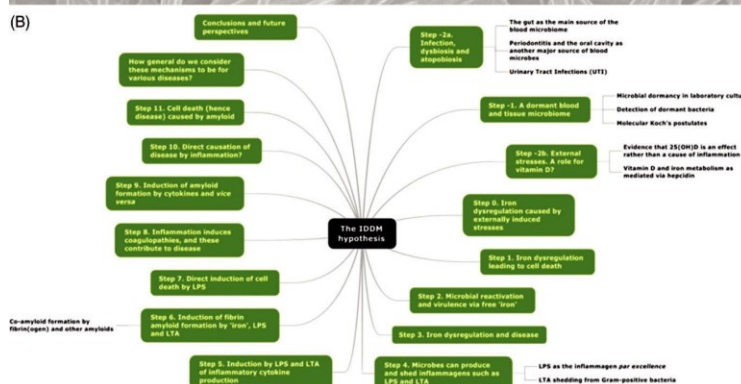 (B)
Conclusions and future
perspectives
How general do we consider
these mechanisms to be for
various diseases?
Step 11. Cell death (hence
disease) caused by amyloid
Step 10. Direct causation of
disease by inflammation?
Step 9. Induction of amyloid
formation by cytokines and vice
versa
Step 8. Inflammation induces
coagulopathies, and these
contribute to disease
Step 7. Direct induction of cell
death by LPS
Step 6. Induction of fibrin
amyloid formation by 'iron', LPS
and LTA
Co-amyloid formation by
fibrin(ogen) and other amyloids
Step 5. Induction by LPS and LTA
of inflammatory cytokine
production
The IDDM
hypothesis
Step -2a.
Infection,
dysbiosis and
atopobiosis
The gut as the main source of the
blood microbiome
Periodontitis and the oral cavity as
another major source of blood
microbes
Urinary Tract Infections (UTI)
Step -1. A dormant blood
and tissue microbiome
Microbial dormancy in laboratory cultu
Detection of dormant bacteria
Molecular Koch's postulates
Step -2b. External
stresses. A role for
vitamin D?
Evidence that 25(OH)D is an effect
rather than a cause of inflammation
Vitamin D and iron metabolism as
mediated via hepcidin
Step 0. Iron
dysregulation caused by
externally induced
stresses
Step 1. Iron dysregulation
leading to cell death
Step 2. Microbial reactivation
and virulence via free 'iron'
Step 3. Iron dysregulation and disease
Step 4. Microbes can produce
and shed inflammagens such as
LPS and LTA
LPS as the inflammagen par excellence
LTA shedding from Gram-positive bacteria